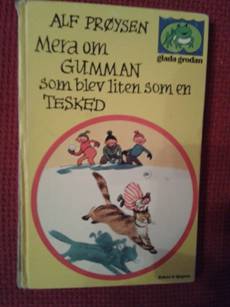 ALF PRØYSEN
glada grodan
Mera om
GUMMAN
som blev liten som en
TESKED